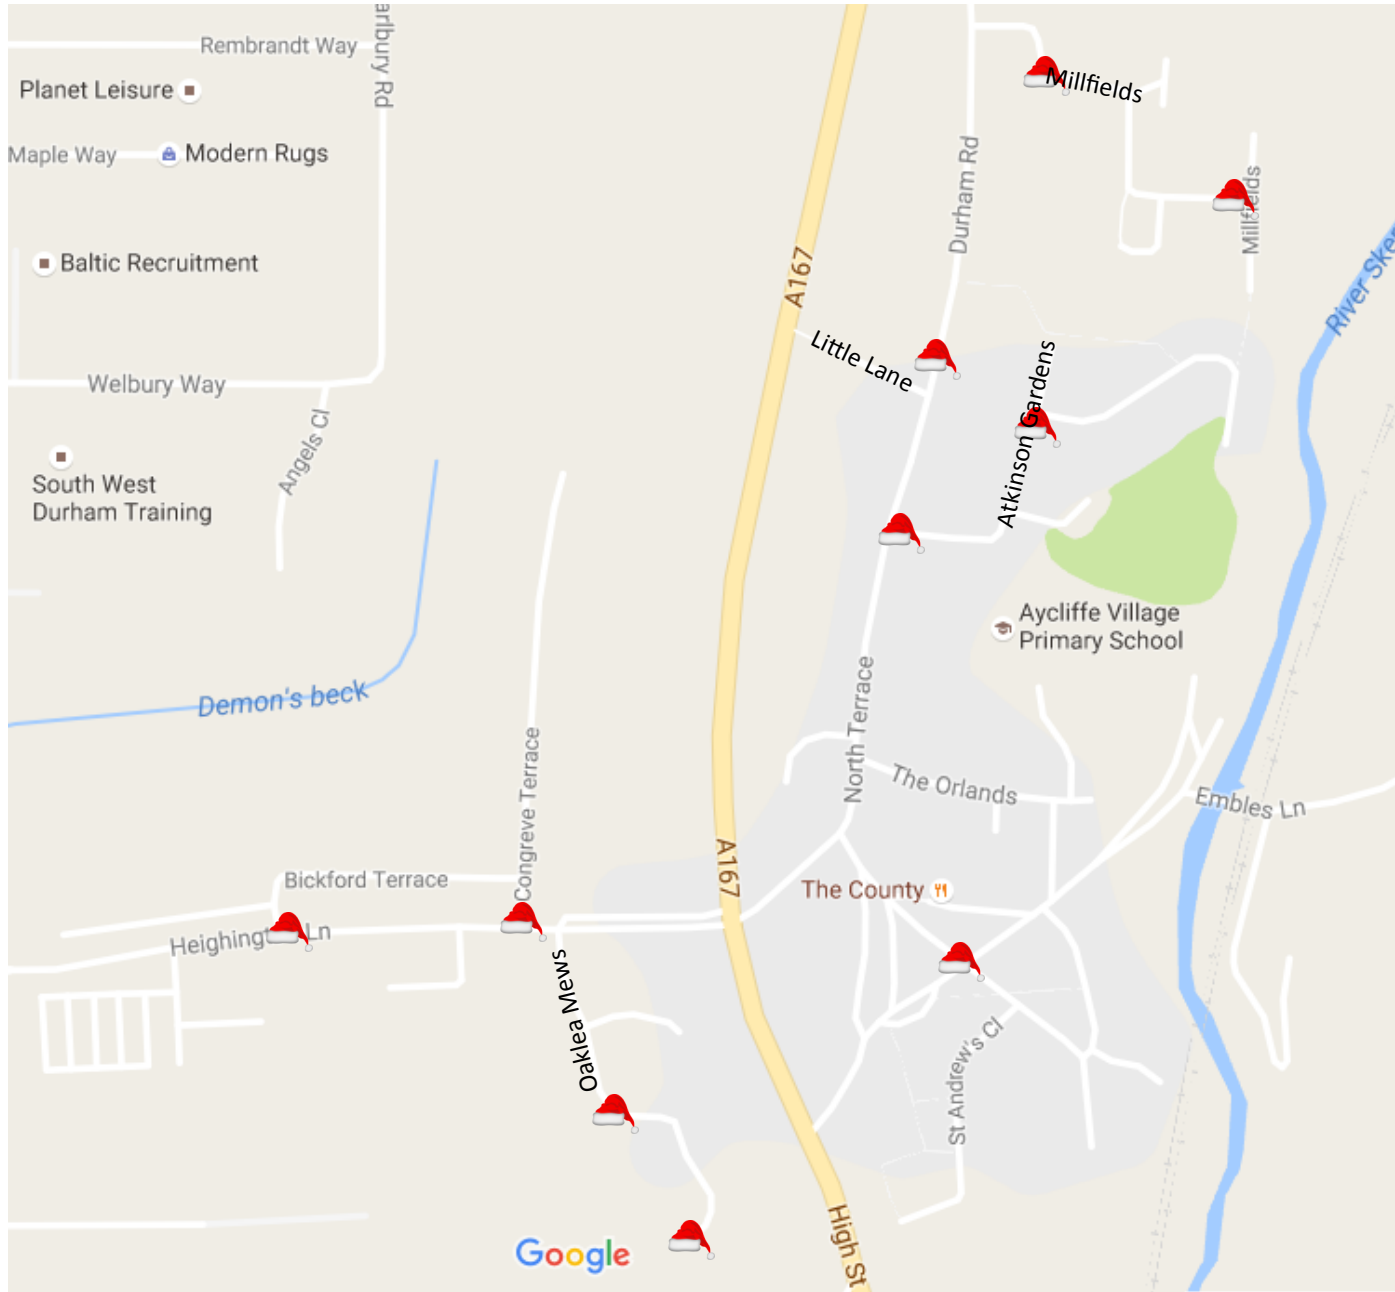 arlbury Rd
Rembrandt Way
Planet Leisure
Millfields
Maple Way
Modern Rugs
Durham Rd
Millfields
Baltic Recruitment
A167
River Sker
Little Lane
Atkinson Gardens
Welbury Way
Angels Cl
South West
Durham Training
Aycliffe Village
Primary School
Demon's beck
North Terrace
The Orlands
Embles Ln
Congreve Terrace
A167
Bickford Terrace
The County
Heighingt Ln
Oaklea Mews
St Andrew's Cl
High St
Google